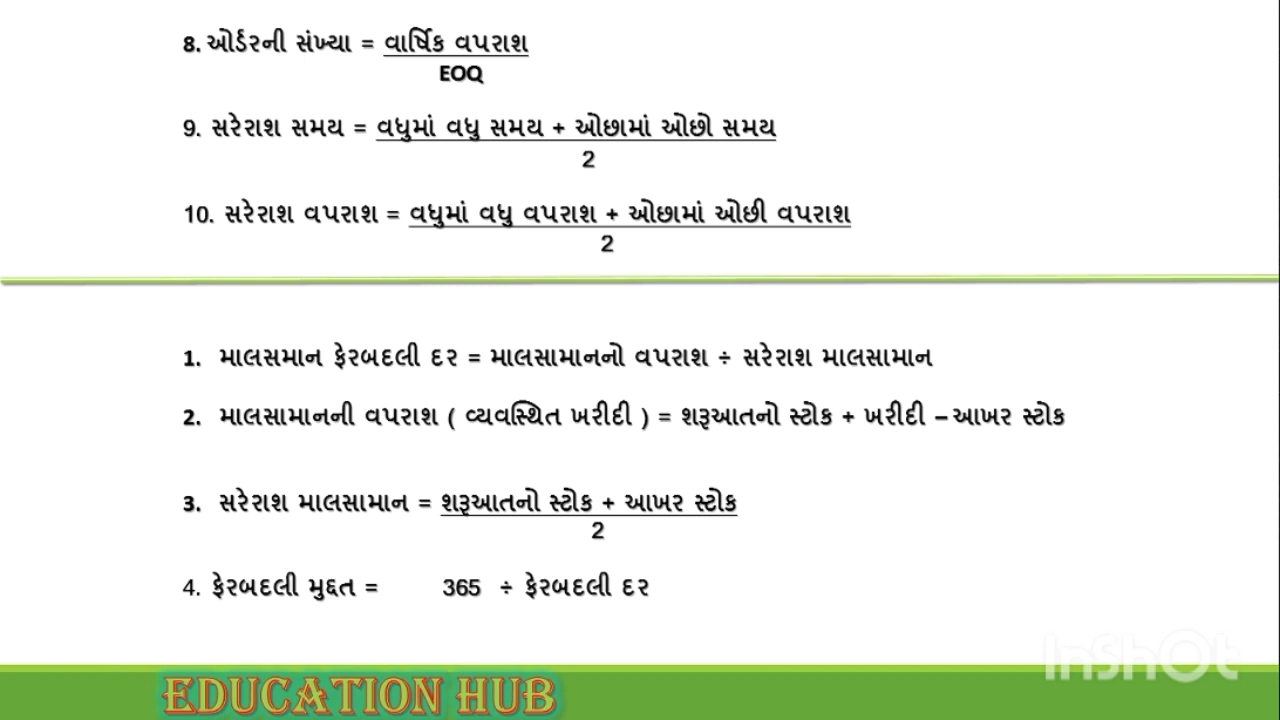 8. ઓર્ડરની સંખ્યા = વાર્ષિક વપરાશ
EOQ
9. સરેરાશ સમય = વધુમાં વધુ સમય + ઓછામાં ઓછો સમય
2
10. સરેરાશ વપરાશ = વધુમાં વધુ વપરાશ + ઓછામાં ઓછી વપરાશ
2
1. માલસમાન ફેરબદલી દર = માલસામાનનો વપરાશ ÷ સરેરાશ માલસામાન
2. માલસામાનની વપરાશ ( વ્યવસ્થિત ખરીદી ) = શરૂઆતનો સ્ટોક + ખરીદી – આખર સ્ટોક
3. સરેરાશ માલસામાન = શરૂઆતનો સ્ટોક + આખર સ્ટોક
2
4. ફેરબદલી મુદ્દત = 365 ÷ ફેરબદલી દર
InShOt
EDUCATION HUB